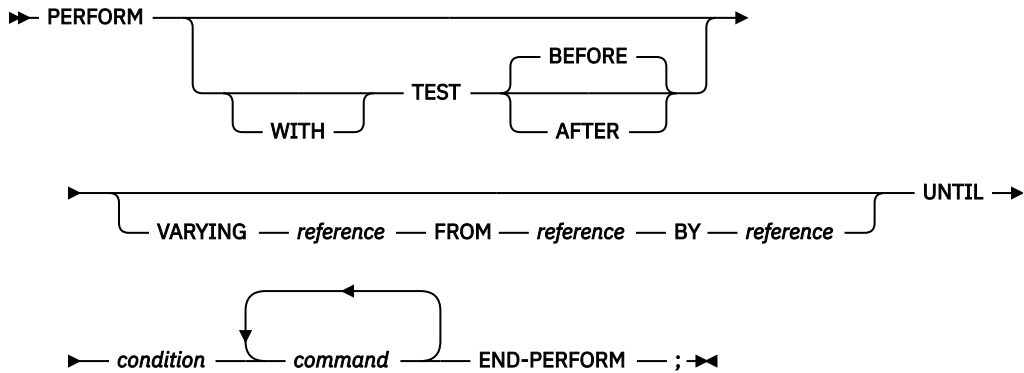 PERFORM
BEFORE
TEST
WITH
AFTER
UNTIL
VARYING reference FROM reference BY reference
condition command END-PERFORM ;